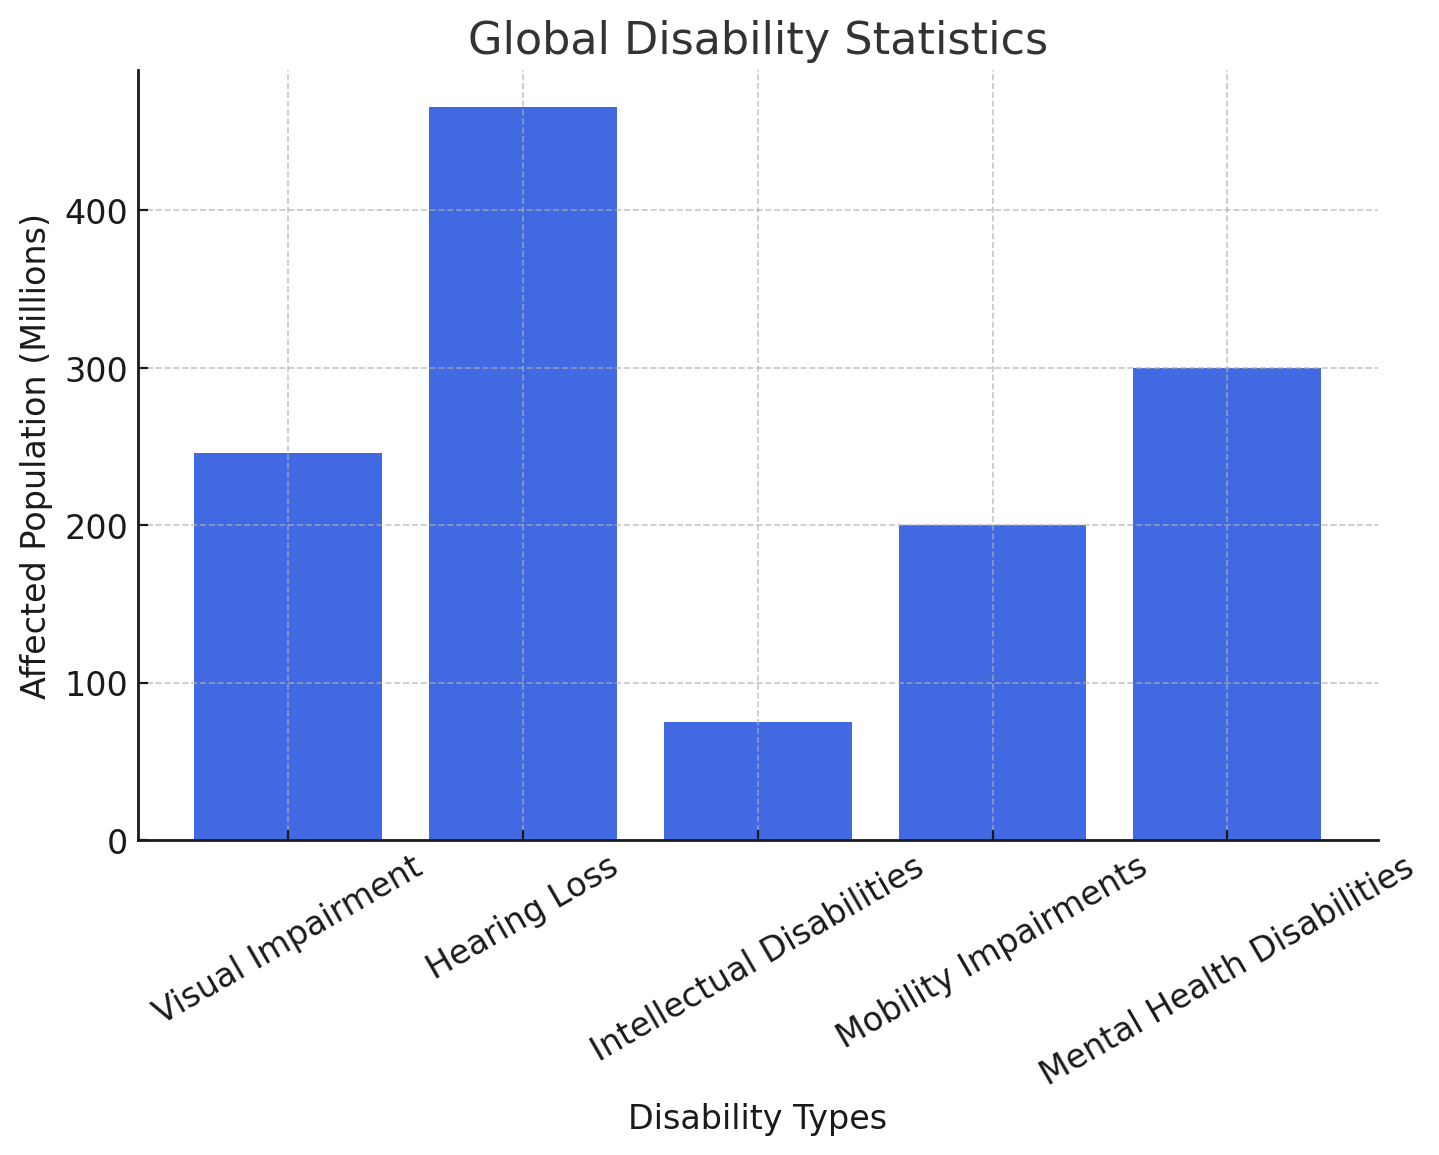 Global Disability Statistics
Affected Population (Millions)
400
300
200
100
0
Visual Impairment
Hearing Loss
Intellectual Disabilities
Mobility Impairments
Mental Health Disabilities
Disability Types